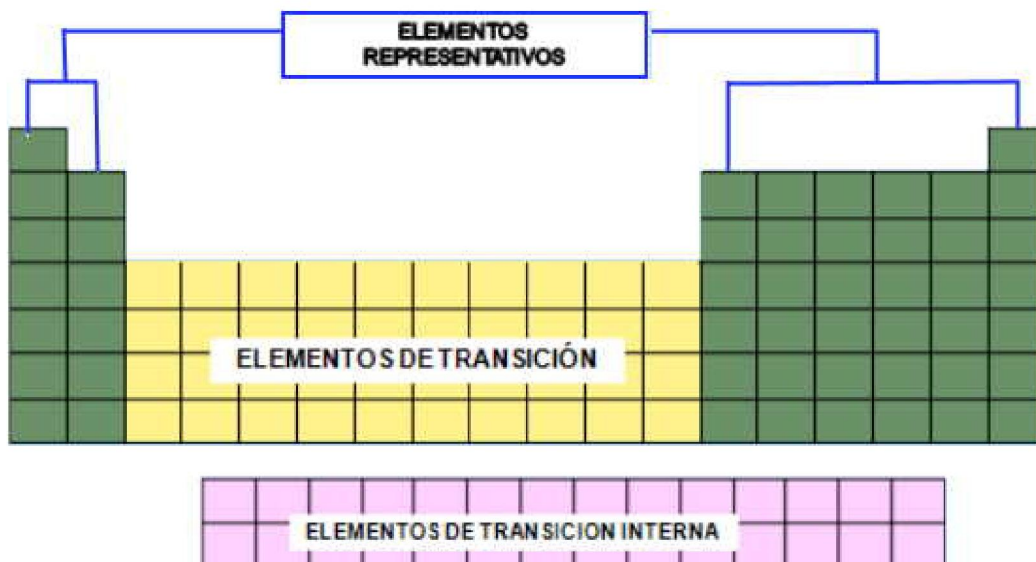 ELEMENTOS
REPRESENTATIVOS
ELEMENTOS DE TRANSICIÓN
ELEMENTOS DE TRANSICION INTERNA